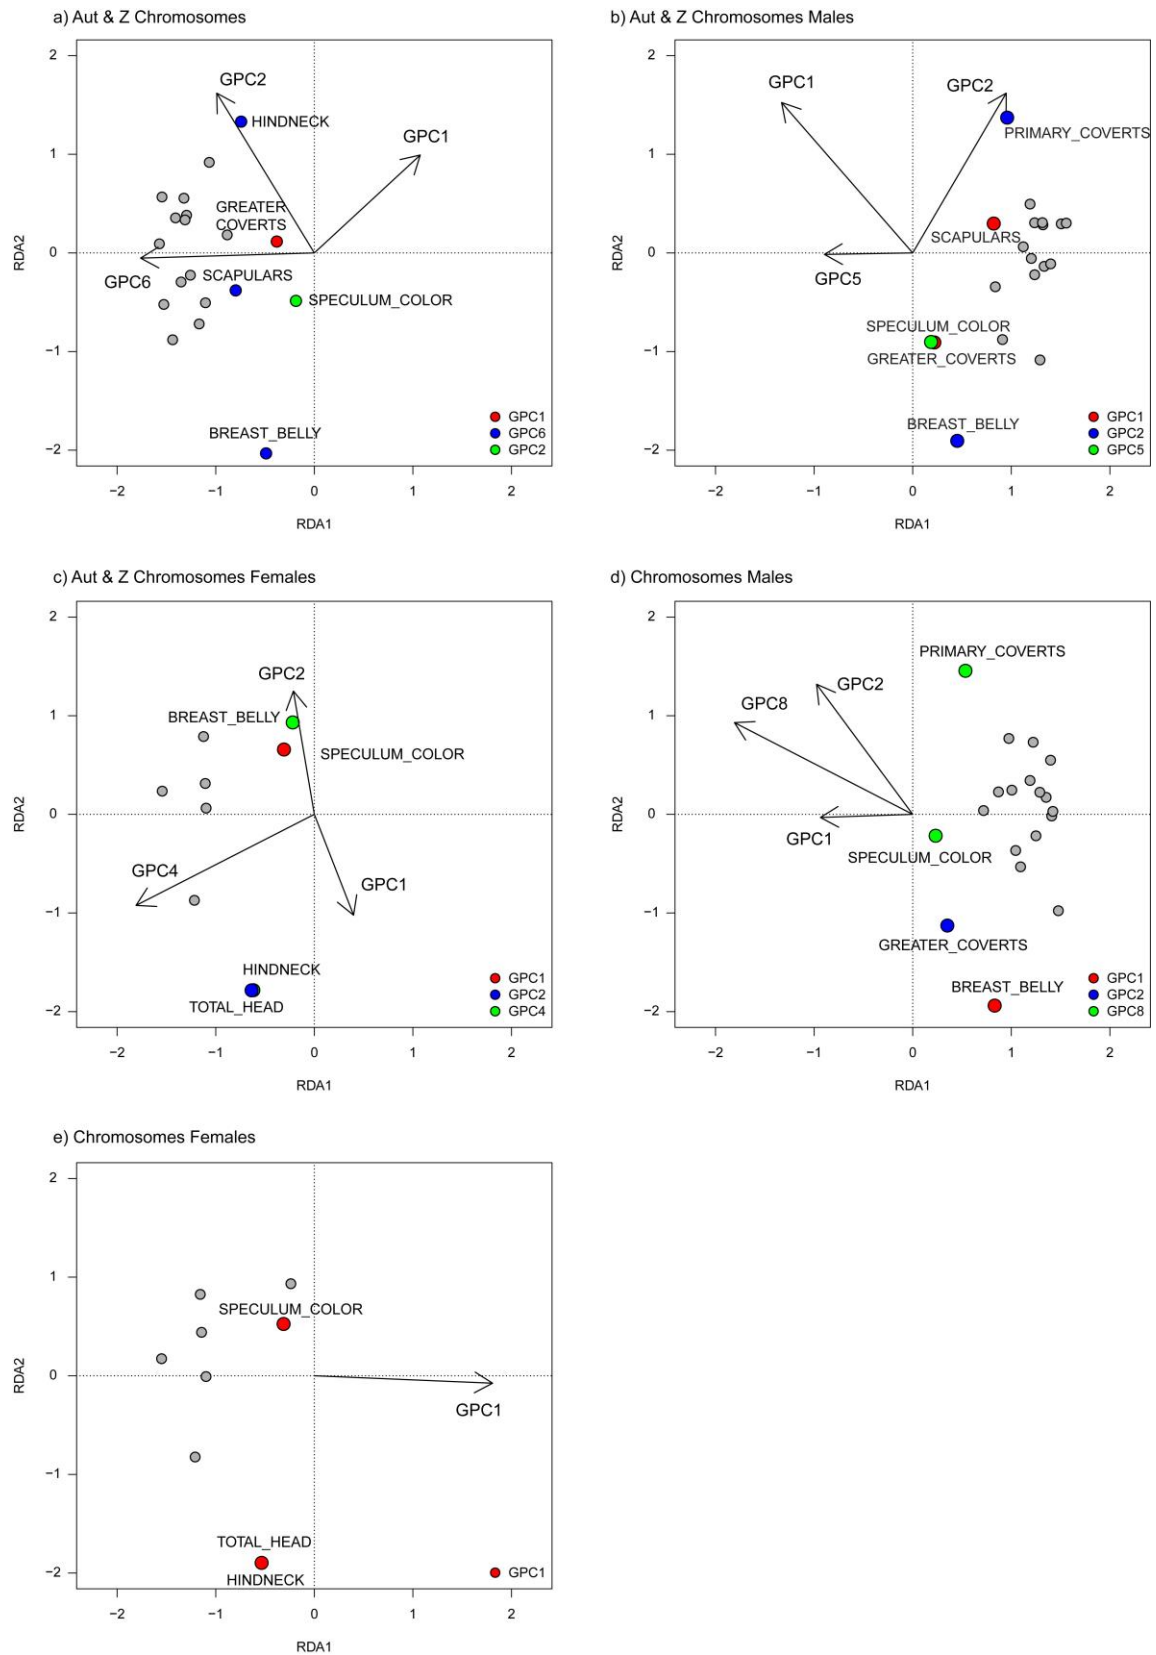 a) Aut & Z Chromosomes
2
1
0
−1
−2
RDA2
GPC2
HINDNECK
GPC1
GREATER
COVERTS
GPC6
SCAPULARS
SPECULUM_COLOR
BREAST_BELLY
GPC1
GPC6
GPC2
−2
−1
0
1
2
RDA1
b) Aut & Z Chromosomes Males
2
1
0
−1
−2
RDA2
GPC1
GPC2
PRIMARY_COVERTS
SCAPULARS
GPC5
SPECULUM_COLOR
GREATER_COVERTS
BREAST_BELLY
GPC1
GPC2
GPC5
−2
−1
0
1
2
RDA1
c) Aut & Z Chromosomes Females
2
1
0
−1
−2
RDA2
GPC2
BREAST_BELLY
SPECULUM_COLOR
GPC4
GPC1
HINDNECK
TOTAL_HEAD
GPC1
GPC2
GPC4
−2
−1
0
1
2
RDA1
d) Chromosomes Males
2
1
0
−1
−2
RDA2
PRIMARY_COVERTS
GPC2
GPC8
GPC1
SPECULUM_COLOR
GREATER_COVERTS
BREAST_BELLY
GPC1
GPC2
GPC8
−2
−1
0
1
2
RDA1
e) Chromosomes Females
2
1
0
−1
−2
RDA2
SPECULUM_COLOR
GPC1
TOTAL_HEAD
HINDNECK
GPC1
−2
−1
0
1
2
RDA1